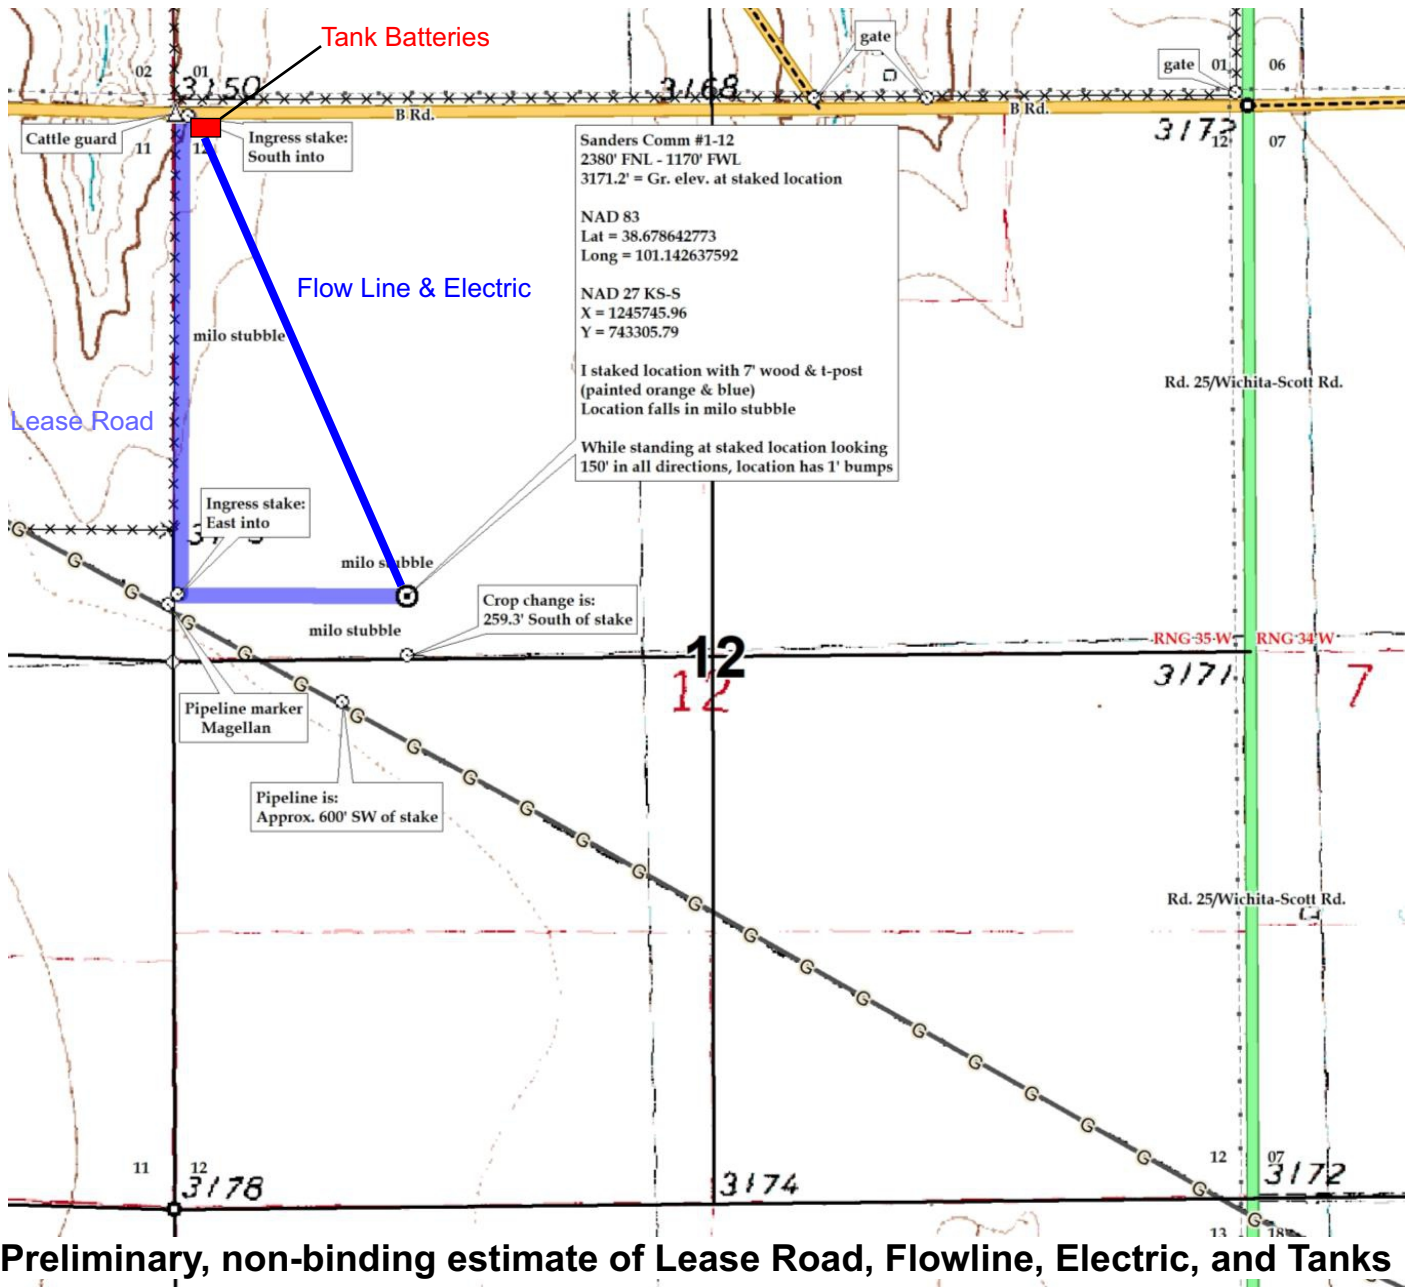 Tank Batteries
gate
gate
01
06
02
01
3150
3168
B Rd.
B Rd.
Cattle guard
11
12
Ingress stake:
South into
3172
12
07
Sanders Comm #1-12
2380' FNL - 1170' FWL
3171.2' = Gr. elev. at staked location
NAD 83
Lat = 38.678642773
Long = 101.142637592
NAD 27 KS-S
X = 1245745.96
Y = 743305.79
I staked location with 7' wood & t-post
(painted orange & blue)
Location falls in milo stubble
While standing at staked location looking
150' in all directions, location has 1' bumps
Flow Line & Electric
milo stubble
Rd. 25/Wichita-Scott Rd.
Lease Road
Ingress stake:
East into
milo stubble
Crop change is:
259.3' South of stake
milo stubble
12
12
RNG 35 W
RNG 34 W
3171
7
Pipeline marker
Magellan
Pipeline is:
Approx. 600' SW of stake
G G G G G G G G G G G G G G G G G G G G G G G
Rd. 25/Wichita-Scott Rd.
11
12
3178
3174
12
07
3172
13
18
Preliminary, non-binding estimate of Lease Road, Flowline, Electric, and Tanks